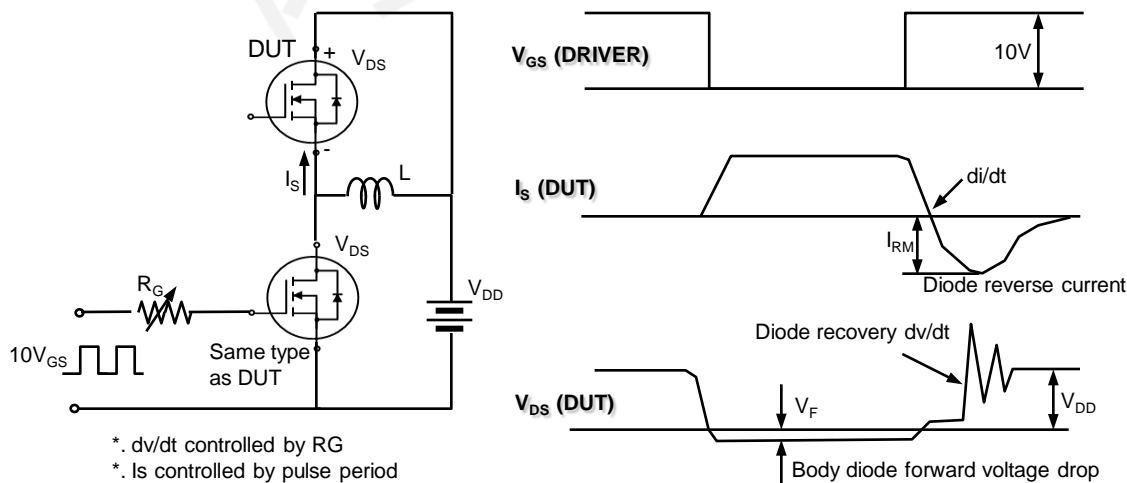 DUT
+
V_DS
-
I_S
L
V_DS
R_G
V_DD
10V_GS
Same type
as DUT
*. dv/dt controlled by RG
*. Is controlled by pulse period
V_GS (DRIVER)
10V
I_S (DUT)
di/dt
I_RM
Diode reverse current
Diode recovery dv/dt
V_DS (DUT)
V_F
V_DD
Body diode forward voltage drop